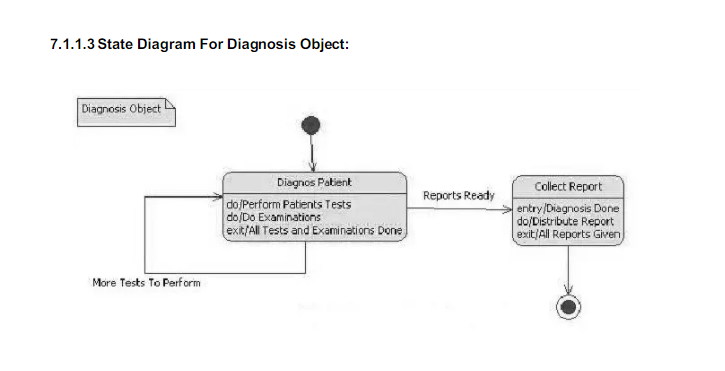 7.1.1.3 State Diagram For Diagnosis Object:
Diagnosis Object
Diagnos Patient
do/Perform Patients Tests
do/Do Examinations
exit/All Tests and Examinations Done
Reports Ready
Collect Report
entry/Diagnosis Done
do/Distribute Report
exit/All Reports Given
More Tests To Perform